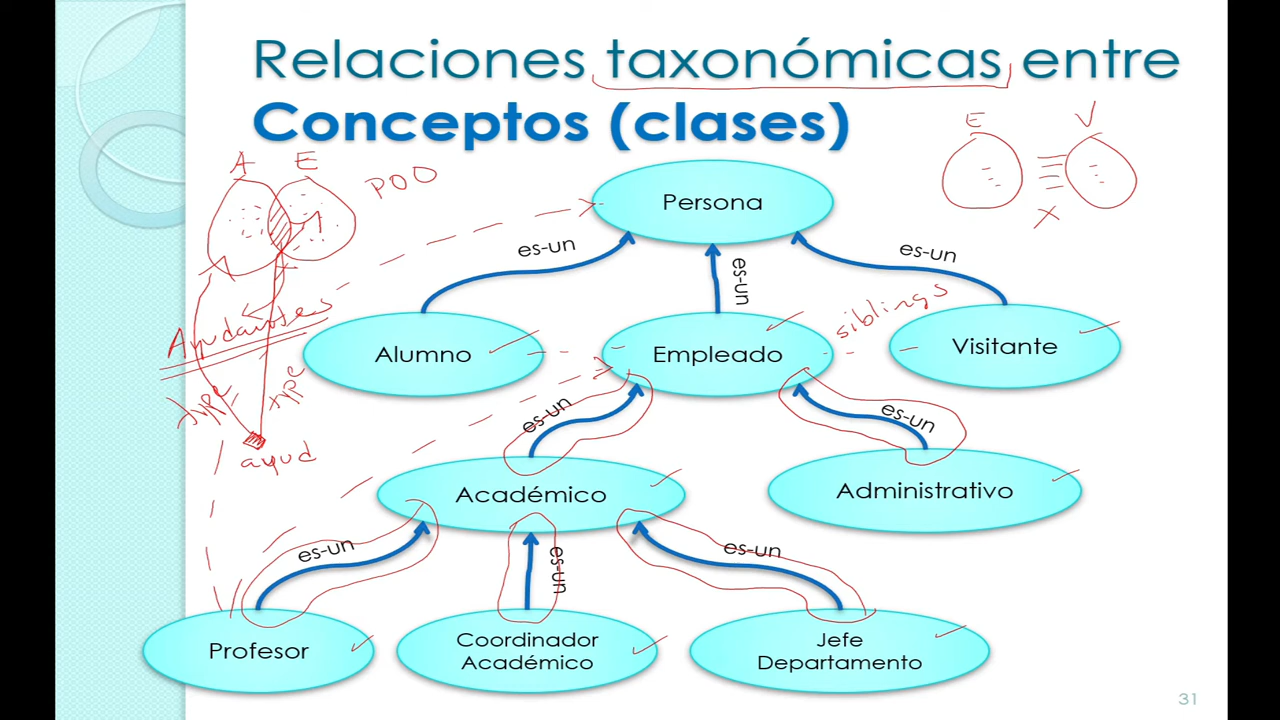 Relaciones taxonómicas entre
Conceptos (clases)
E V
A E
POO
X
Persona
es-un
es-un
es-un
siblings
Ayudantes
Alumno
Empleado
Visitante
type
type
ayud
es-un
es-un
Académico
Administrativo
es-un
es-un
es-un
Profesor
Coordinador
Académico
Jefe
Departamento
31